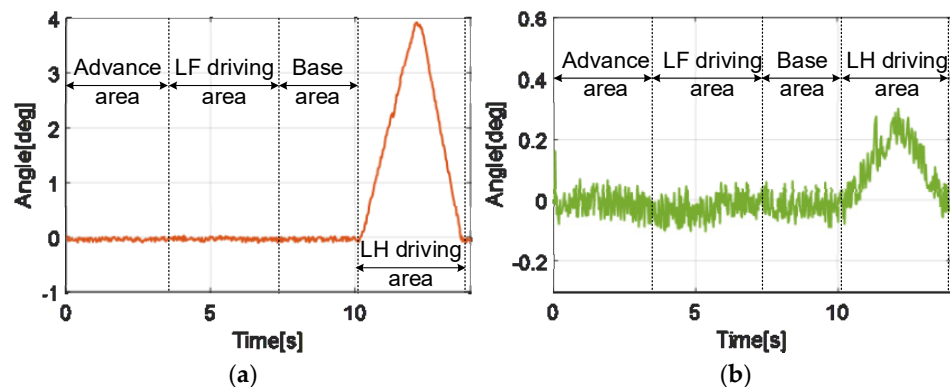 4
3
2
1
0
-1
Angle[deg]
Advance
area
LF driving
area
Base
area
LH driving
area
0
5
10
Time[s]
(a)
0.8
0.4
0.2
0
-0.2
Angle[deg]
Advance
area
LF driving
area
Base
area
LH driving
area
0
5
10
Time[s]
(b)